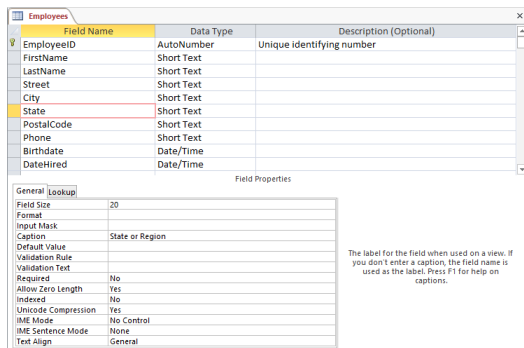 Employees
Field Name Data Type Description (Optional)
EmployeeID AutoNumber Unique identifying number
FirstName Short Text
LastName Short Text
Street Short Text
City Short Text
State Short Text
PostalCode Short Text
Phone Short Text
Birthdate Date/Time
DateHired Date/Time
Field Properties
General Lookup
Field Size 20
Format
Input Mask
Caption State or Region
Default Value
Validation Rule
Validation Text
Required No
Allow Zero Length Yes
Indexed No
Unicode Compression Yes
IME Mode No Control
IME Sentence Mode None
Text Align General
The label for the field when used on a view. If
you don't enter a caption, the field name is
used as the label. Press F1 for help on
captions.